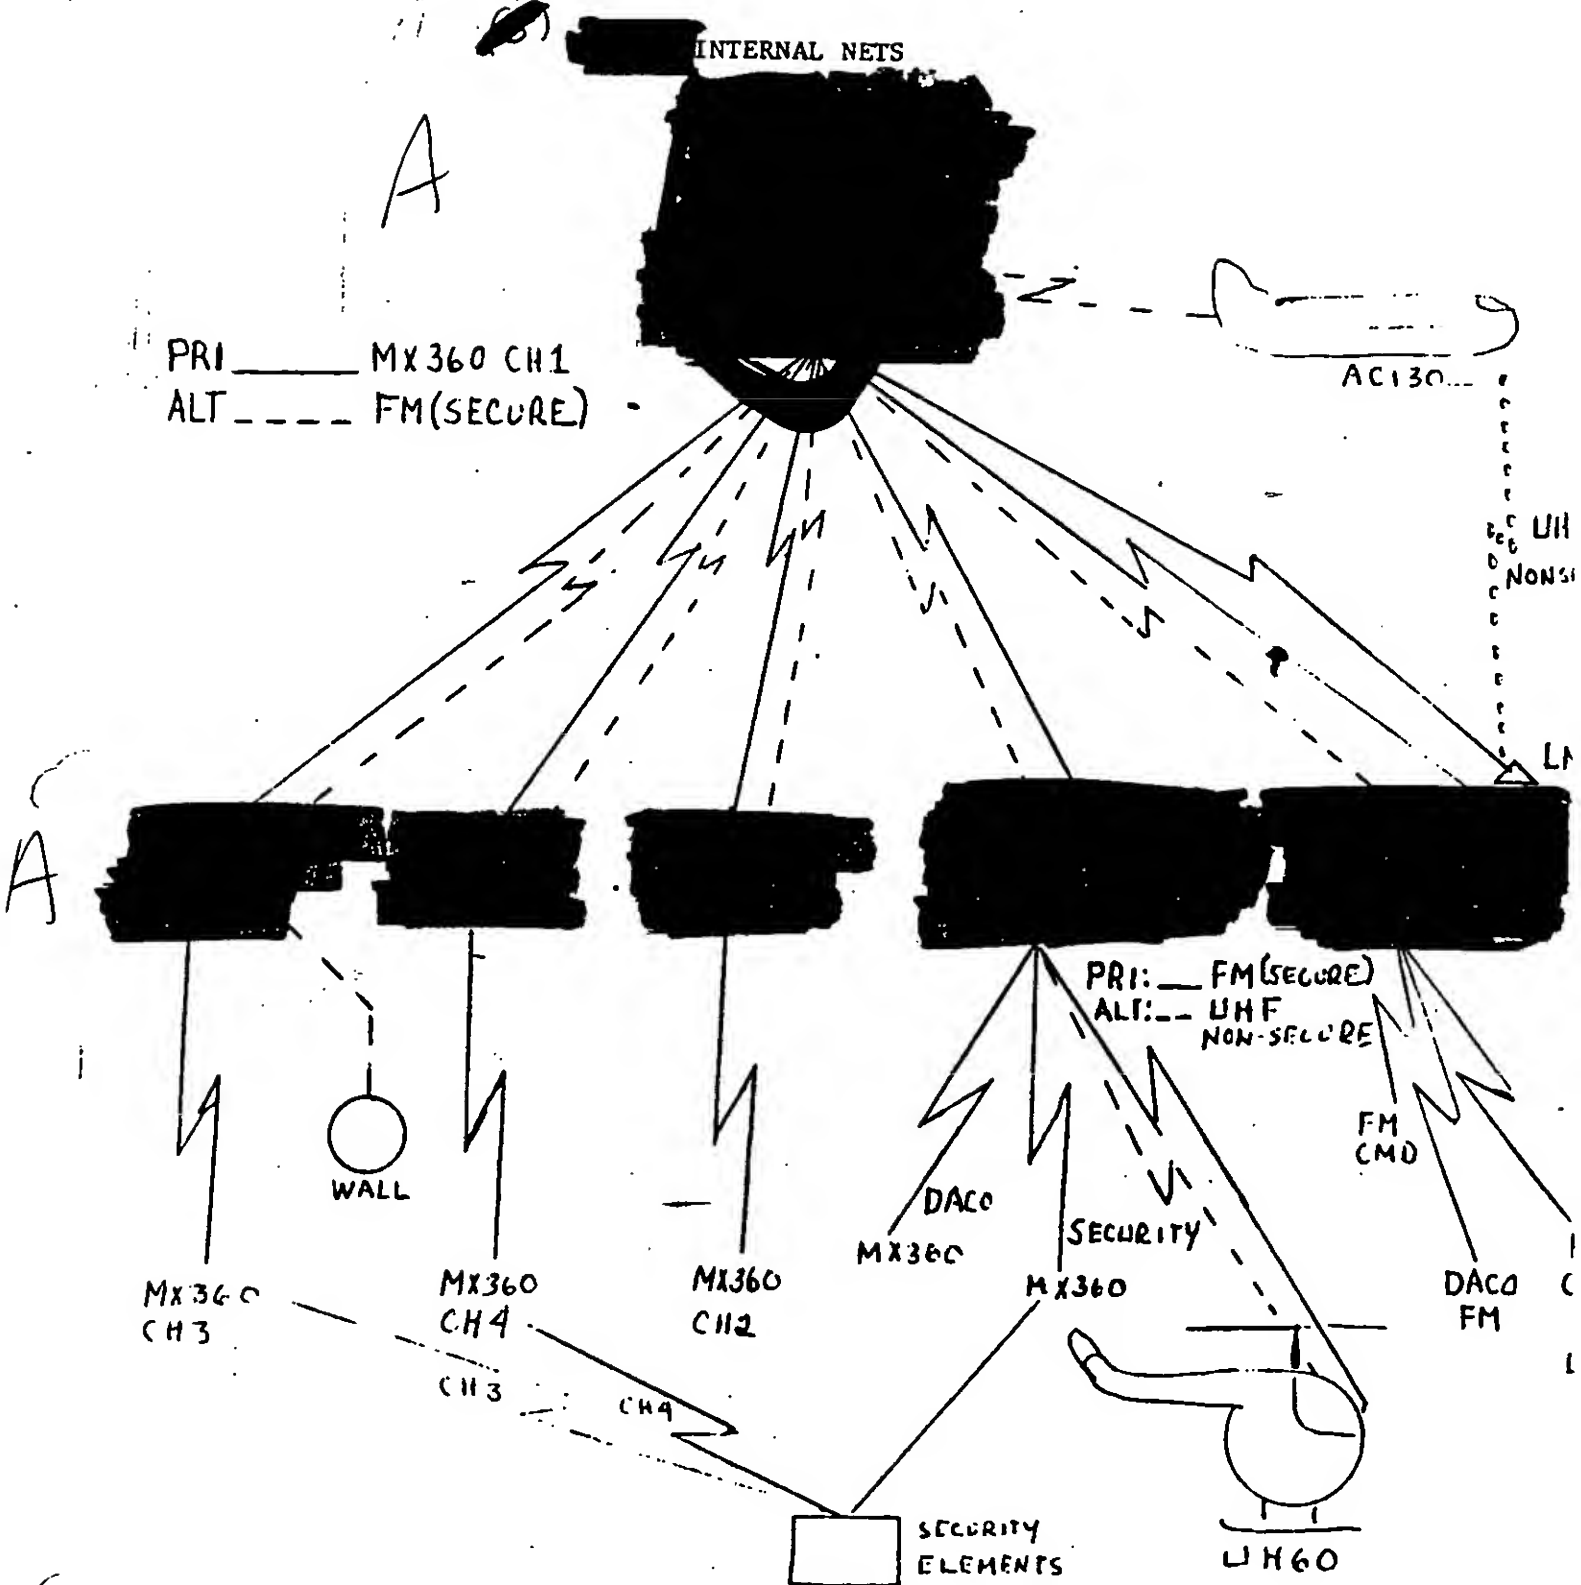 INTERNAL NETS
A
PRI ______ MX360 CH1
ALT _ _ _ _ FM (SECURE)
AC130
UH
NONS
A
PRI: __ FM (SECURE)
ALT: -- UHF
NON-SECURE
WALL
FM
CMD
DACO
MX360
SECURITY
MX360
MX360
CH3
MX360
CH4
MX360
CH2
DACO
FM
CH3
CH4
SECURITY
ELEMENTS
UH60